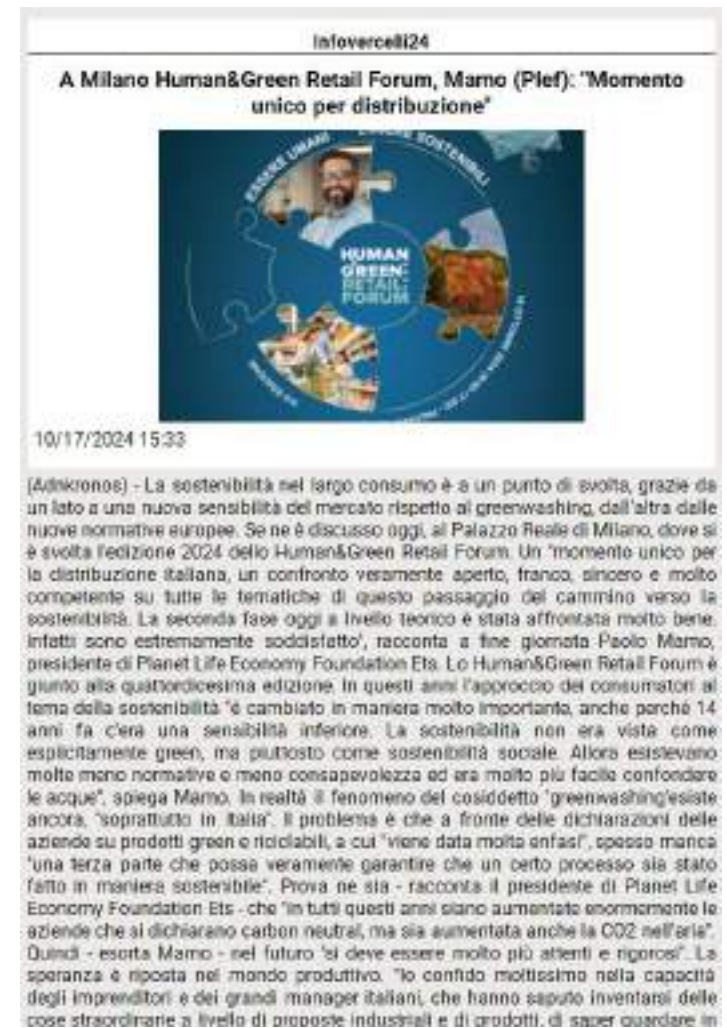 Infovercelli24
A Milano Human&Green Retail Forum, Mamo (Plef): "Momento
unico per distribuzione"
ESSERE UMANI
ESSERE SOSTENIBILI
HUMAN
GREEN
RETAIL
FORUM
10/17/2024 15:33
(Adnkronos) - La sostenibilità nel largo consumo è a un punto di svolta, grazie da
un lato a una nuova sensibilità del mercato rispetto al greenwashing, dall'altra dalle
nuove normative europee. Se ne è discusso oggi, al Palazzo Reale di Milano, dove si
è svolta l'edizione 2024 dello Human&Green Retail Forum. Un "momento unico per
la distribuzione italiana, un confronto veramente aperto, franco, sincero e molto
competente su tutte le tematiche di questo passaggio del cammino verso la
sostenibilità. La seconda fase oggi a livello teorico è stata affrontata molto bene.
Infatti sono estremamente soddisfatto", racconta a fine giornata Paolo Mamo,
presidente di Planet Life Economy Foundation Ets. Lo Human&Green Retail Forum è
giunto alla quattordicesima edizione. In questi anni l'approccio dei consumatori al
tema della sostenibilità "è cambiato in maniera molto importante, anche perché 14
anni fa c'era una sensibilità inferiore. La sostenibilità non era vista come
esplicitamente green, ma piuttosto come sostenibilità sociale. Allora esistevano
molte meno normative e meno consapevolezza ed era molto più facile confondere
le acque", spiega Mamo. In realtà il fenomeno del cosiddetto "greenwashing'esiste
ancora, "soprattutto in Italia". Il problema è che a fronte delle dichiarazioni delle
aziende su prodotti green e riciclabili, a cui "viene data molta enfasi", spesso manca
"una terza parte che possa veramente garantire che un certo processo sia stato
fatto in maniera sostenibile". Prova ne sia - racconta il presidente di Planet Life
Economy Foundation Ets - che "in tutti questi anni siano aumentate enormemente le
aziende che si dichiarano carbon neutral, ma sia aumentata anche la CO2 nell'aria".
Quindi - esorta Mamo - nel futuro "si deve essere molto più attenti e rigorosi". La
speranza è riposta nel mondo produttivo. "Io confido moltissimo nella capacità
degli imprenditori e dei grandi manager italiani, che hanno saputo inventarsi delle
cose straordinarie a livello di proposte industriali e di prodotti, di saper guardare in